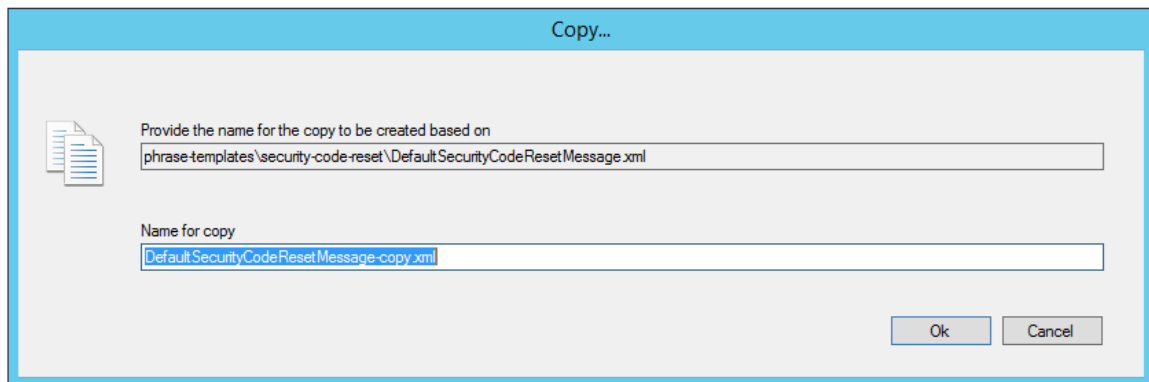 Copy...
Provide the name for the copy to be created based on
phrase-templates\security-code-reset\DefaultSecurityCodeResetMessage.xml
Name for copy
DefaultSecurityCodeResetMessage-copy.xml
Ok Cancel